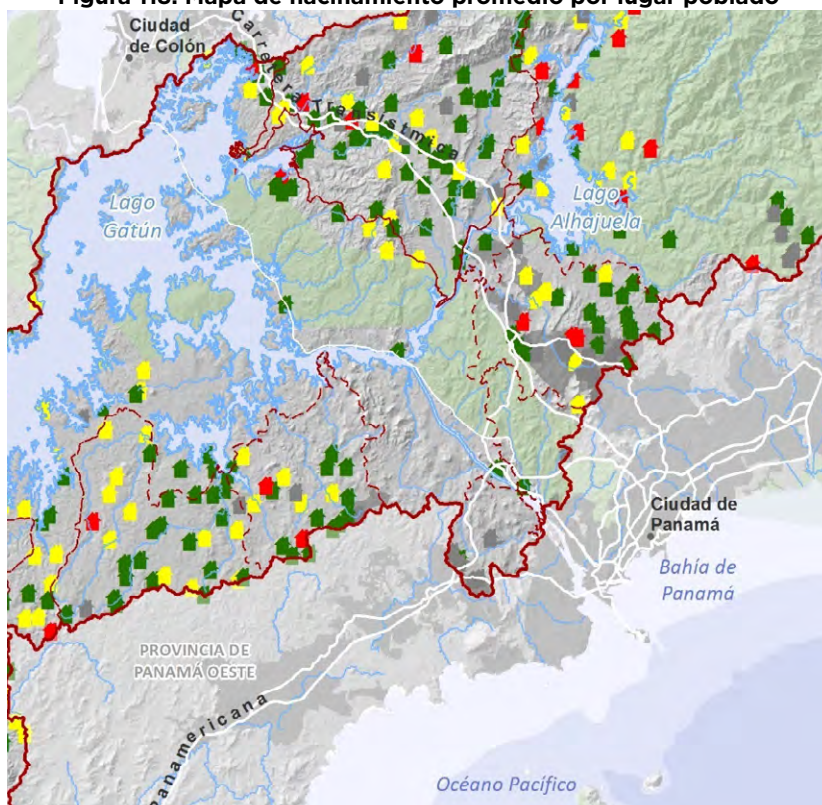 Figura 1.8. Mapa de hacinamiento promedio por lugar poblado
Ciudad
de Colón
Carretera Transísmica
Lago
Gatún
Lago
Alhajuela
Ciudad de
Panamá
Bahía de
Panamá
PROVINCIA DE
PANAMÁ OESTE
Panamericana
Océano Pacífico